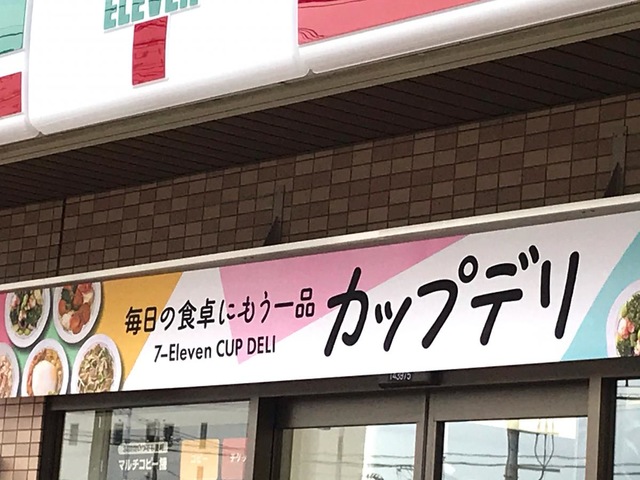 ELEVEN
毎日の食卓にもう一品
カップデリ
7-Eleven CUP DELI
143975
マルチコピー機